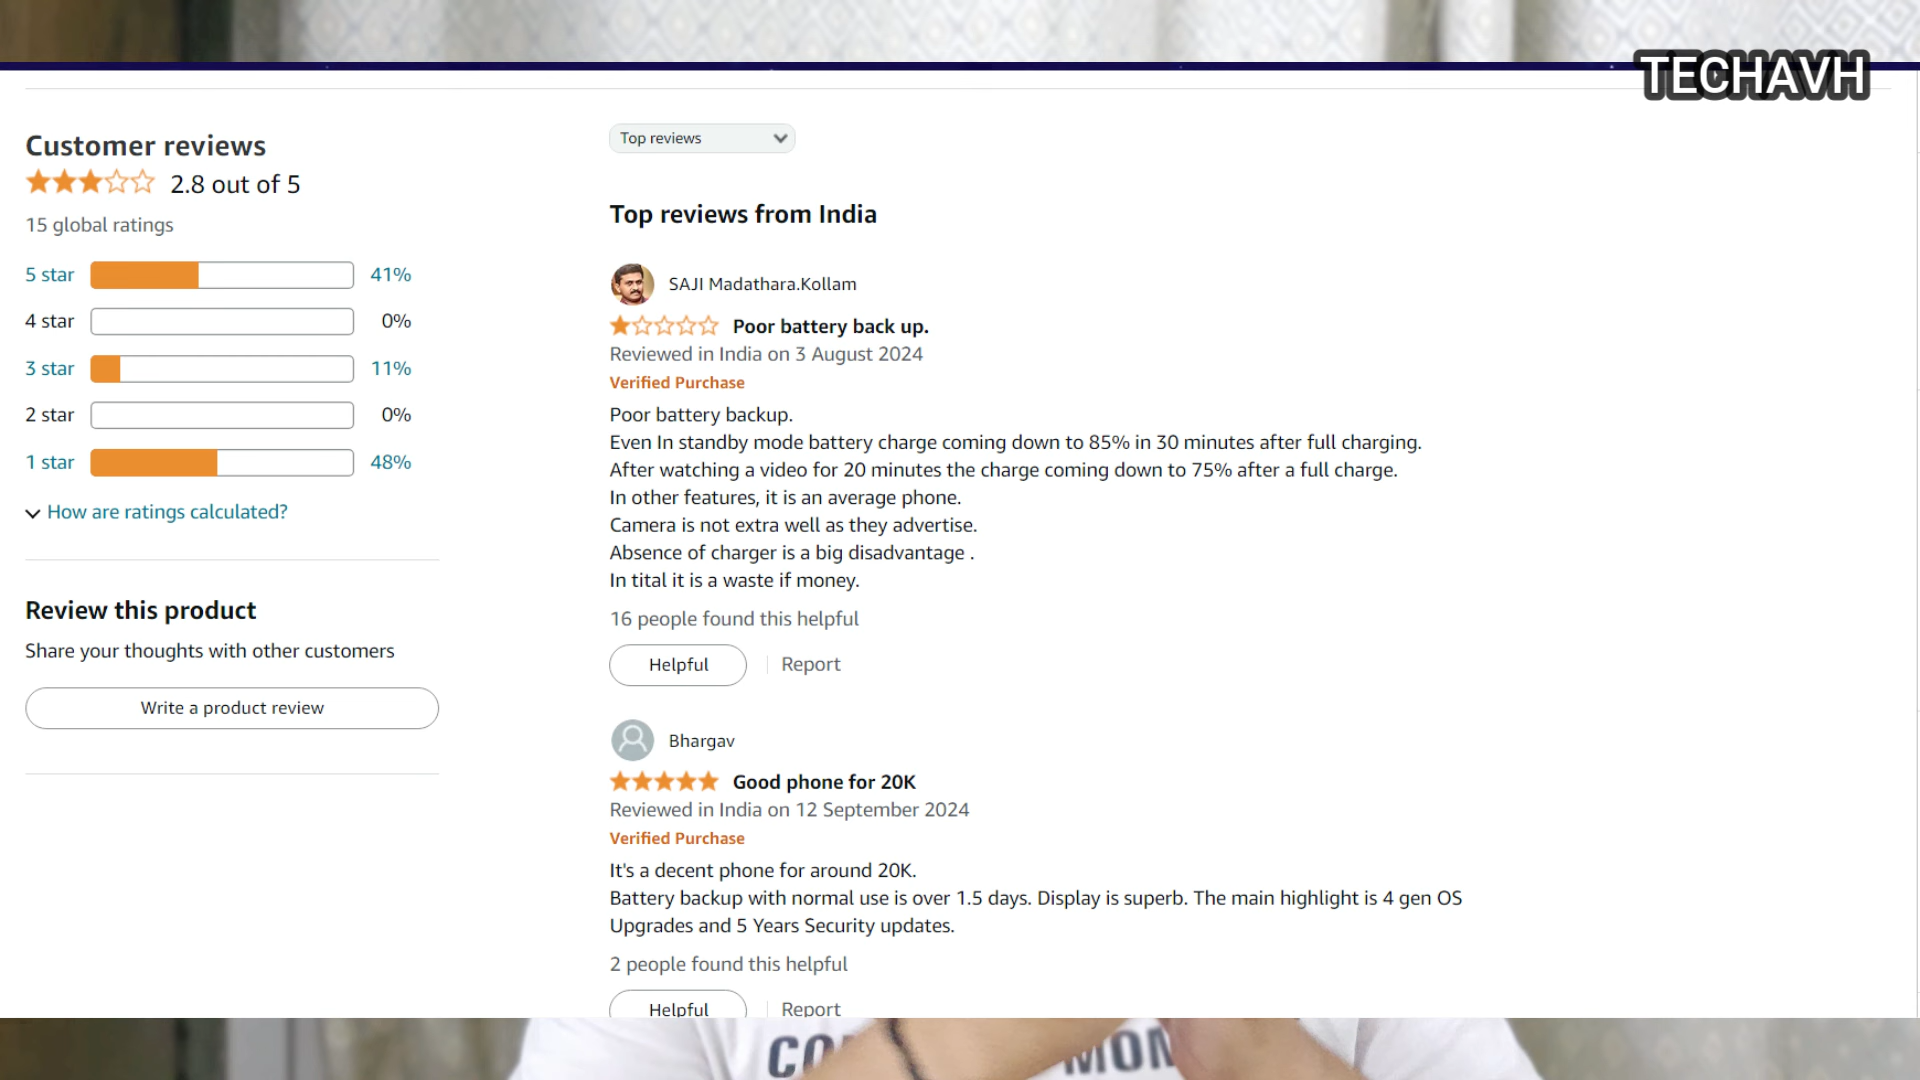 TECHAVH
Customer reviews
2.8 out of 5
15 global ratings
5 star 41%
4 star 0%
3 star 11%
2 star 0%
1 star 48%
How are ratings calculated?
Review this product
Share your thoughts with other customers
Write a product review
Top reviews
Top reviews from India
SAJI Madathara.Kollam
Poor battery back up.
Reviewed in India on 3 August 2024
Verified Purchase
Poor battery backup.
Even In standby mode battery charge coming down to 85% in 30 minutes after full charging.
After watching a video for 20 minutes the charge coming down to 75% after a full charge.
In other features, it is an average phone.
Camera is not extra well as they advertise.
Absence of charger is a big disadvantage .
In tital it is a waste if money.
16 people found this helpful
Helpful Report
Bhargav
Good phone for 20K
Reviewed in India on 12 September 2024
Verified Purchase
It's a decent phone for around 20K.
Battery backup with normal use is over 1.5 days. Display is superb. The main highlight is 4 gen OS
Upgrades and 5 Years Security updates.
2 people found this helpful
Helpful Report